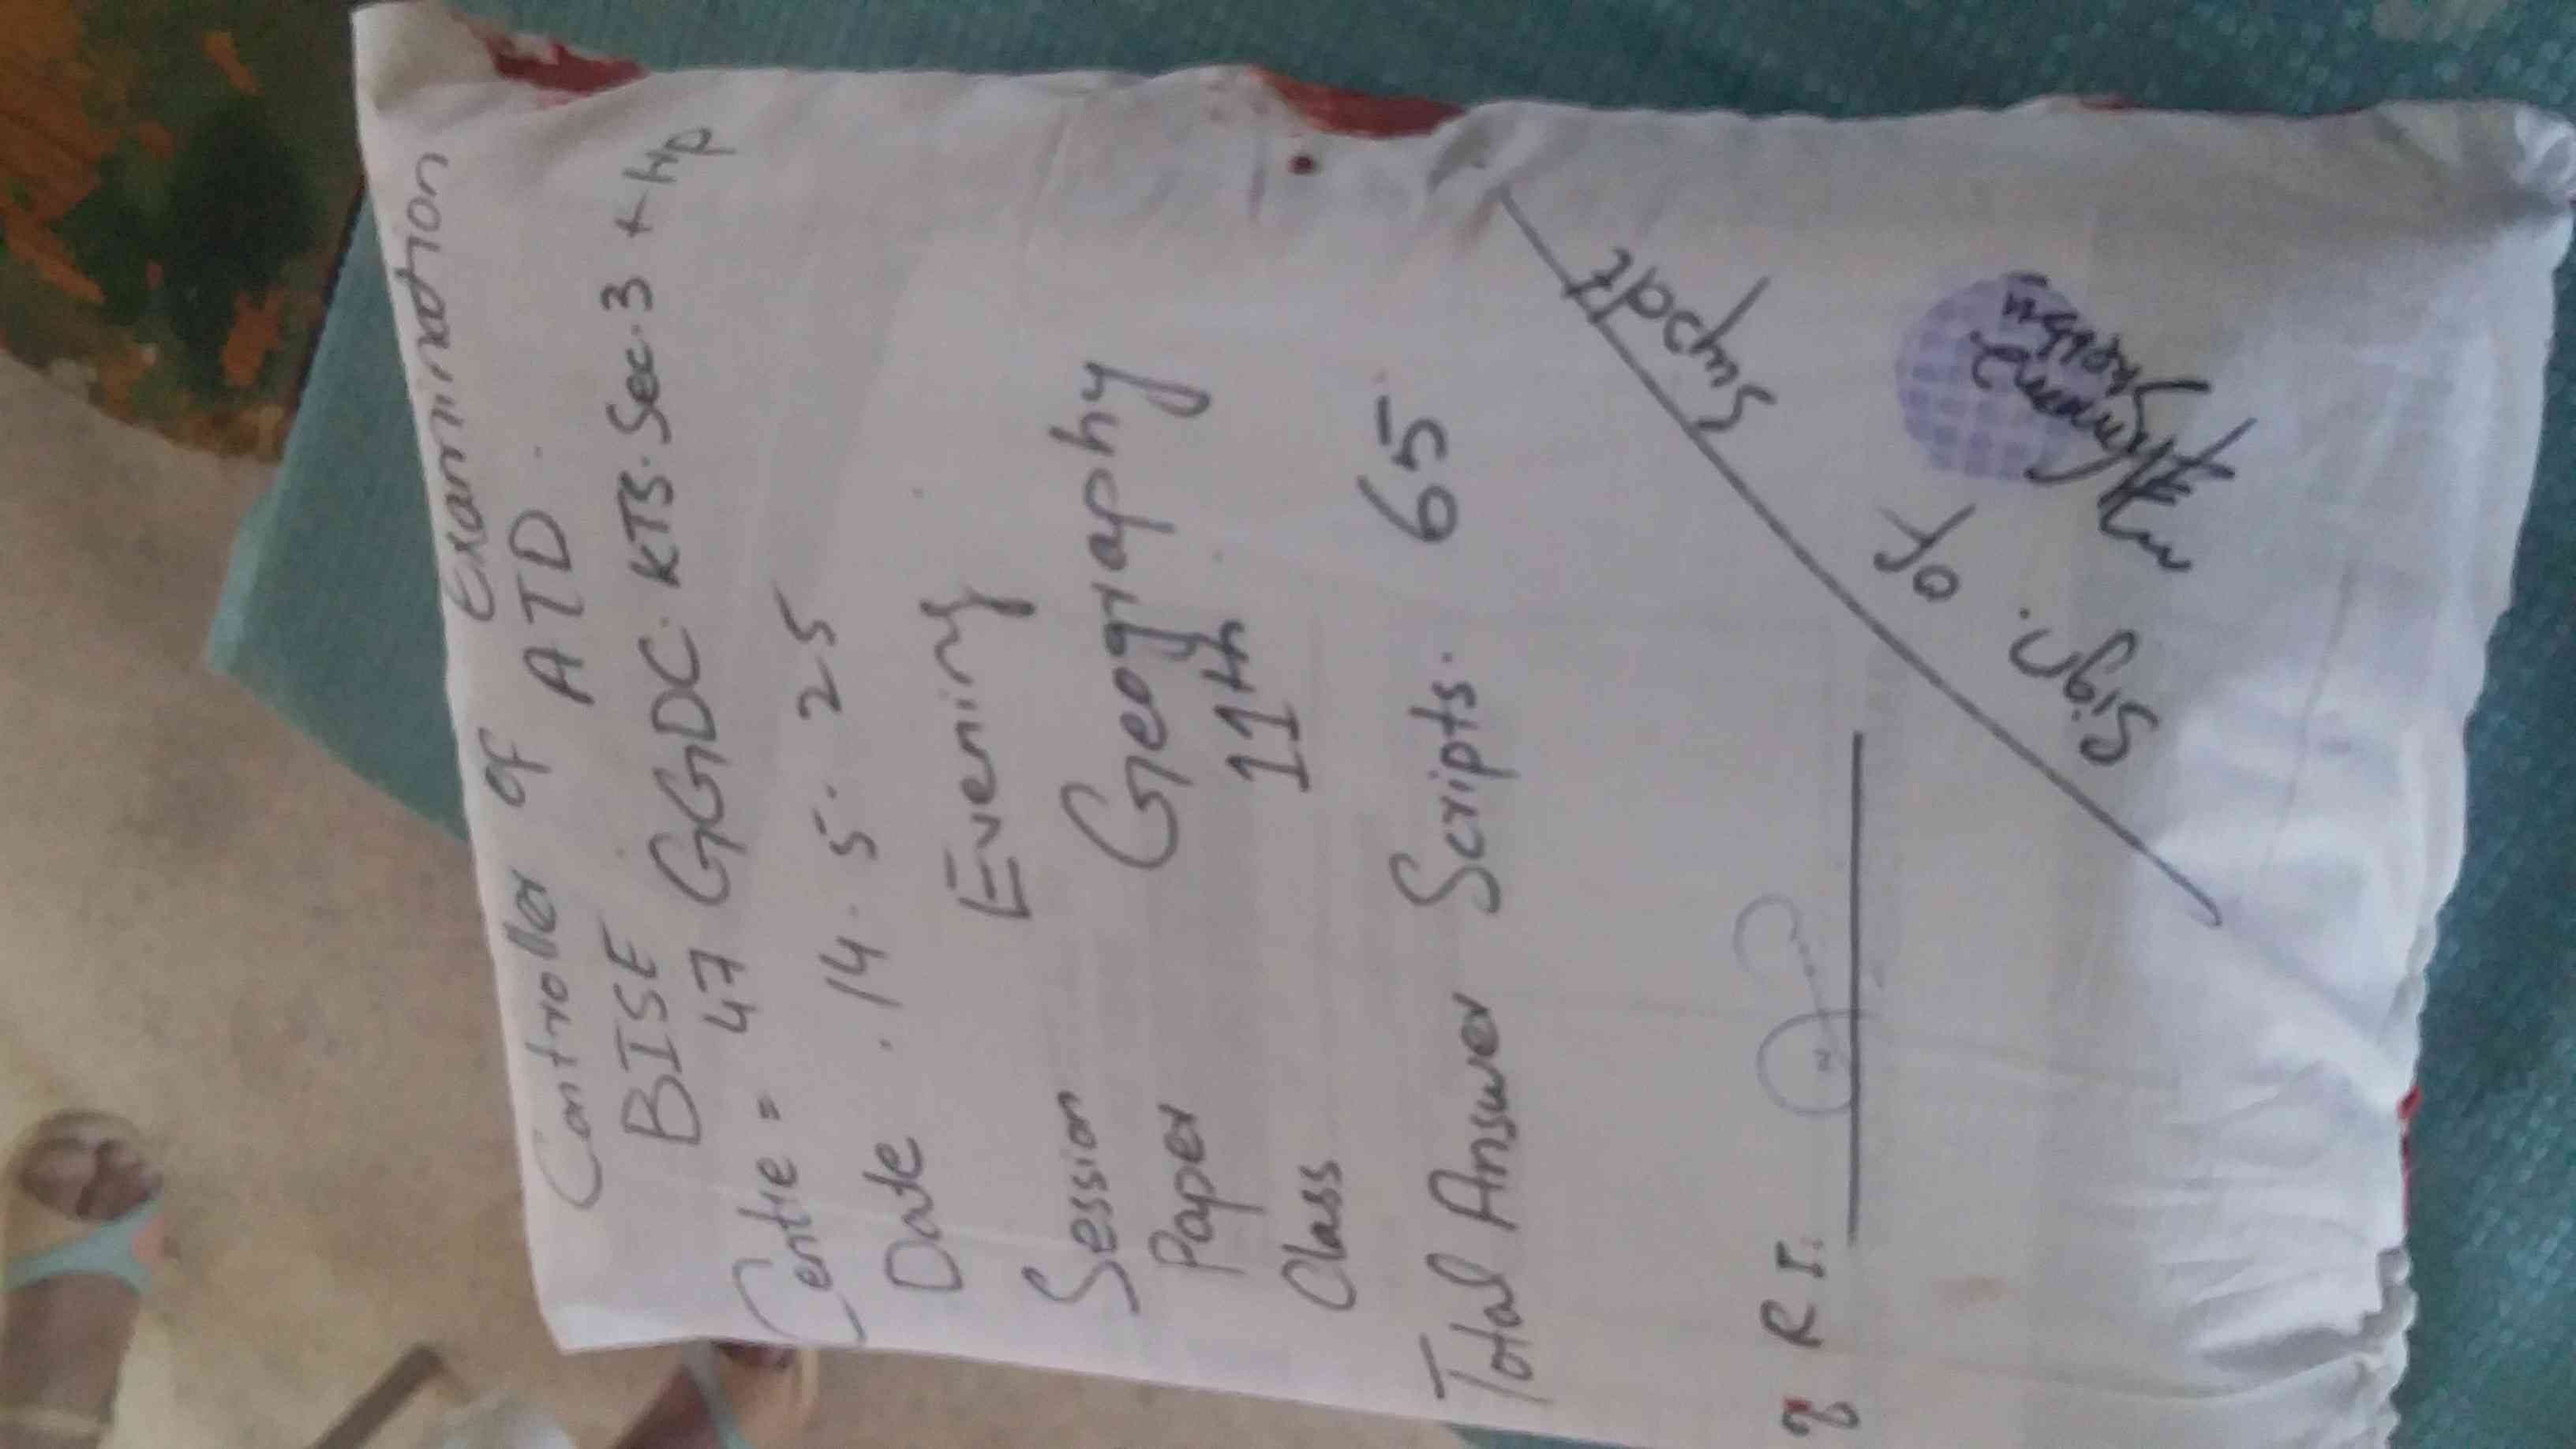 Controller of Examination
BISE ATD.
Centre = 47 GGDC. KTS. Sec. 3 + Hp
Date . 14. 5. 25
Session Evening
Paper Geography
Class 11th
Total Answer Scripts. 65
R I.
Sign. of Supdt